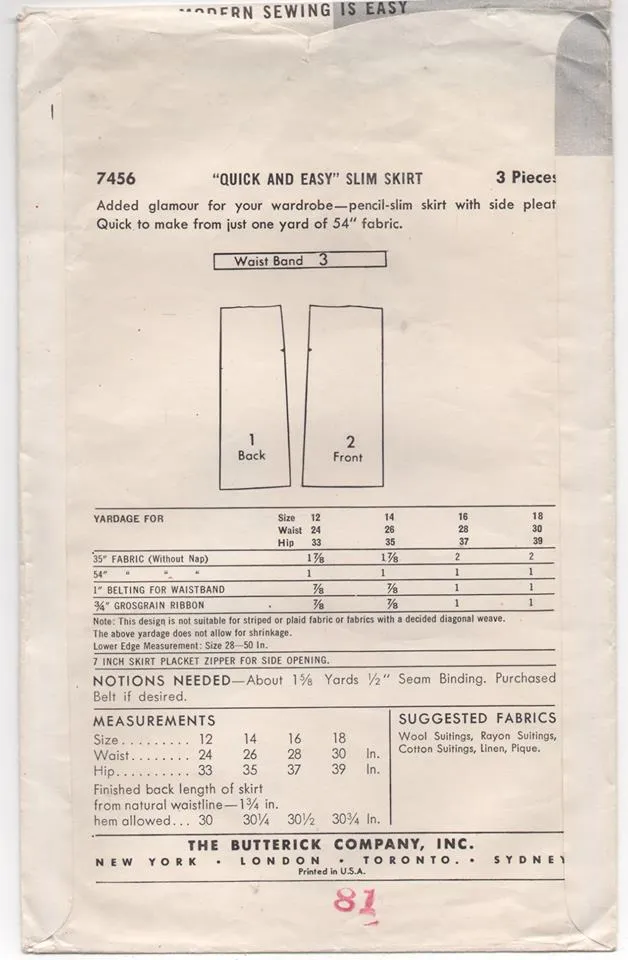 MODERN SEWING IS EASY
7456 "QUICK AND EASY" SLIM SKIRT 3 Pieces
Added glamour for your wardrobe—pencil-slim skirt with side pleat
Quick to make from just one yard of 54" fabric.
Waist Band 3
1 2
Back Front
YARDAGE FOR Size 12 14 16 18
Waist 24 26 28 30
Hip 33 35 37 39
35" FABRIC (Without Nap) 1⅞ 1⅞ 2 2
54" " " " 1 1 1 1
1" BELTING FOR WAISTBAND ⅞ ⅞ 1 1
¾" GROSGRAIN RIBBON ⅞ ⅞ 1 1
Note: This design is not suitable for striped or plaid fabric or fabrics with a decided diagonal weave.
The above yardage does not allow for shrinkage.
Lower Edge Measurement: Size 28—50 In.
7 INCH SKIRT PLACKET ZIPPER FOR SIDE OPENING.
NOTIONS NEEDED—About 1⅝ Yards ½" Seam Binding. Purchased
Belt if desired.
MEASUREMENTS
Size......... 12 14 16 18
Waist........ 24 26 28 30 In.
Hip.......... 33 35 37 39 In.
Finished back length of skirt
from natural waistline—1¾ in.
hem allowed... 30 30¼ 30½ 30¾ In.
SUGGESTED FABRICS
Wool Suitings, Rayon Suitings,
Cotton Suitings, Linen, Pique.
THE BUTTERICK COMPANY, INC.
NEW YORK • LONDON • TORONTO. • SYDNEY
Printed in U.S.A.
81